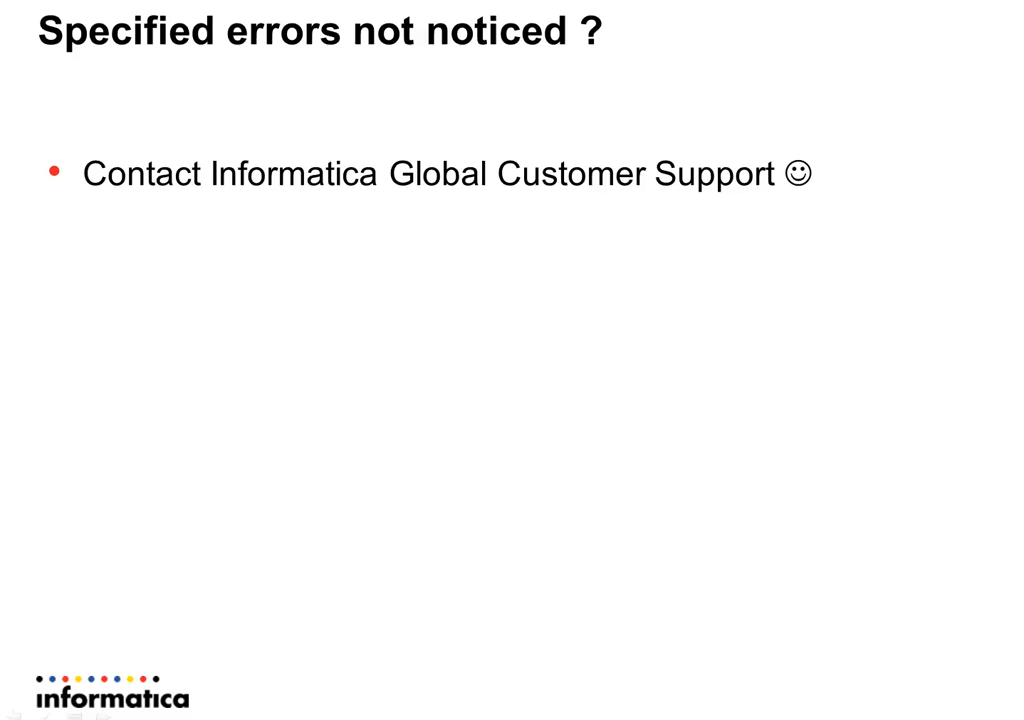 Specified errors not noticed ?
• Contact Informatica Global Customer Support ☺
informatica